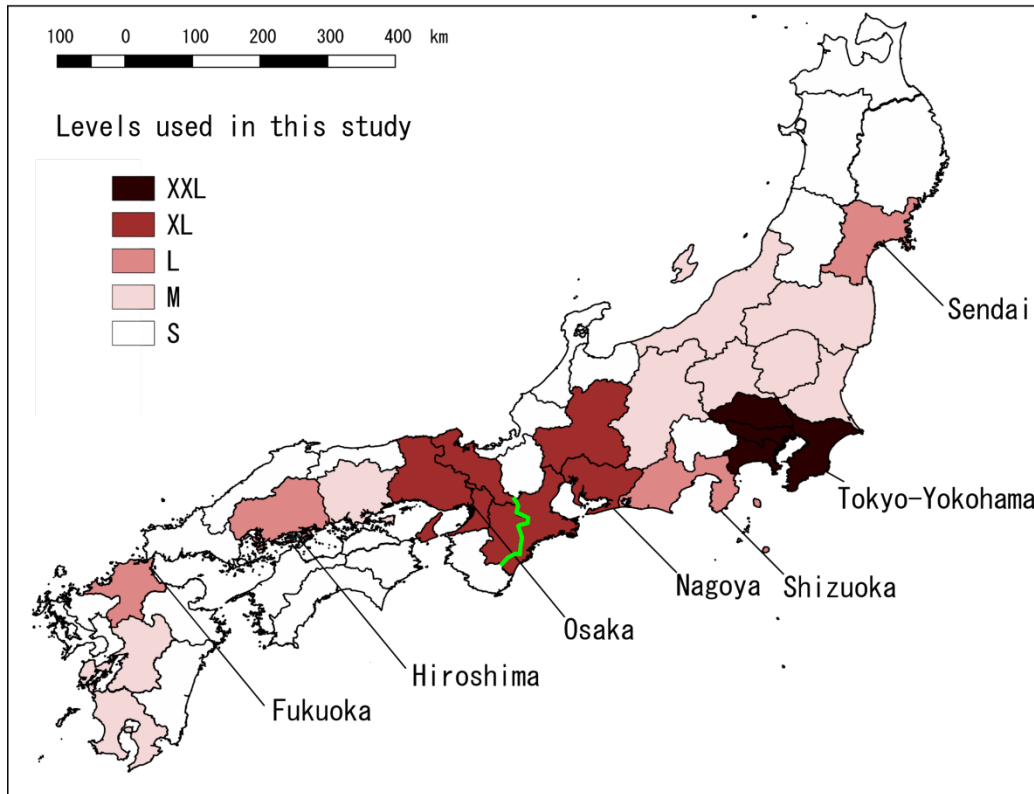 100 0 100 200 300 400 km
Levels used in this study
XXL
XL
L
M
S
Sendai
Tokyo-Yokohama
Shizuoka
Nagoya
Osaka
Hiroshima
Fukuoka